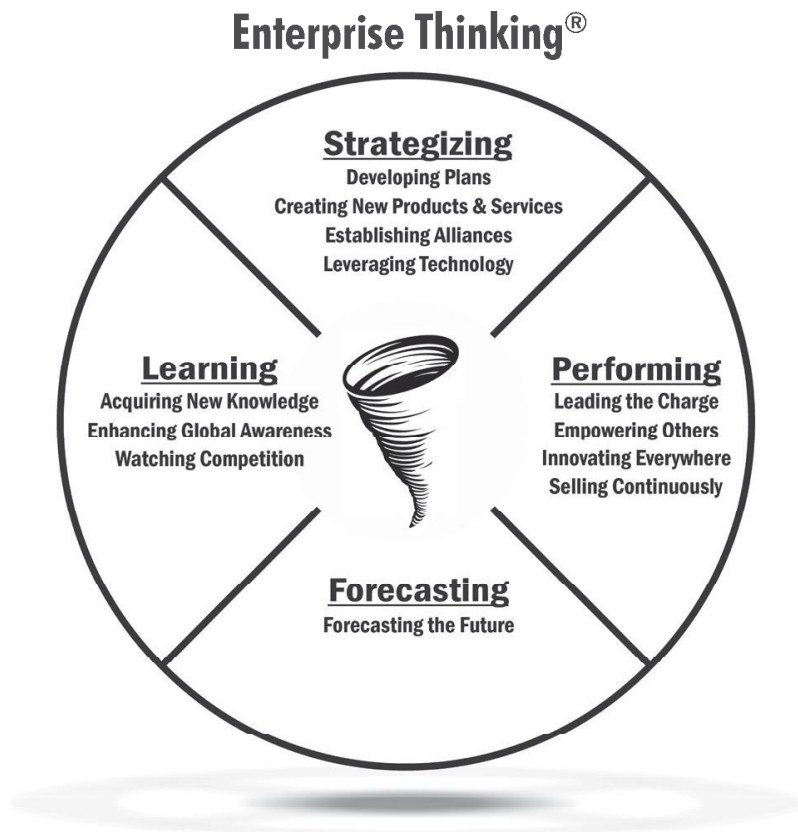 Enterprise Thinking®
Strategizing
Developing Plans
Creating New Products & Services
Establishing Alliances
Leveraging Technology
Learning
Acquiring New Knowledge
Enhancing Global Awareness
Watching Competition
Performing
Leading the Charge
Empowering Others
Innovating Everywhere
Selling Continuously
Forecasting
Forecasting the Future